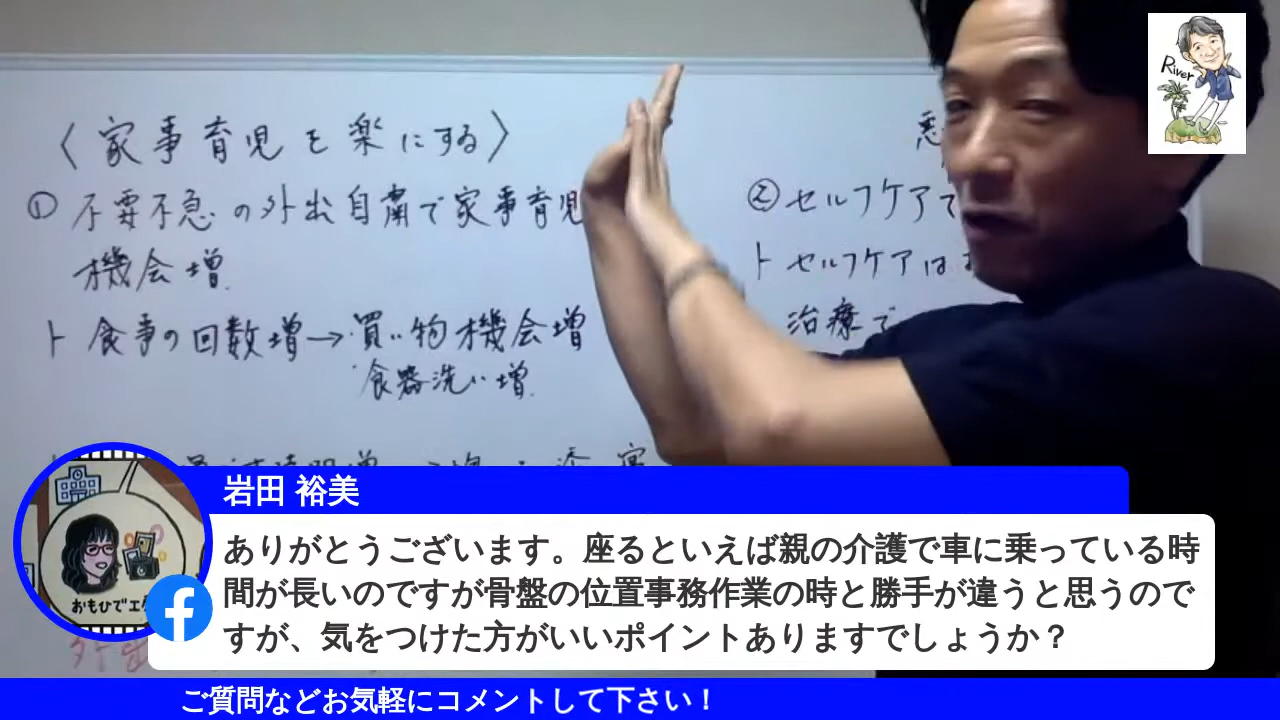 River
〈家事育児を楽にする〉
① 不要不急の外出自粛で家事育児
機会増
ト 食事の回数増→買い物機会増
食器洗い増
② セルフケアで
ト セルフケアは
治療で
岩田 裕美
ありがとうございます。座るといえば親の介護で車に乗っている時
間が長いのですが骨盤の位置事務作業の時と勝手が違うと思うので
すが、気をつけた方がいいポイントありますでしょうか？
おもひでエ
ご質問などお気軽にコメントして下さい！